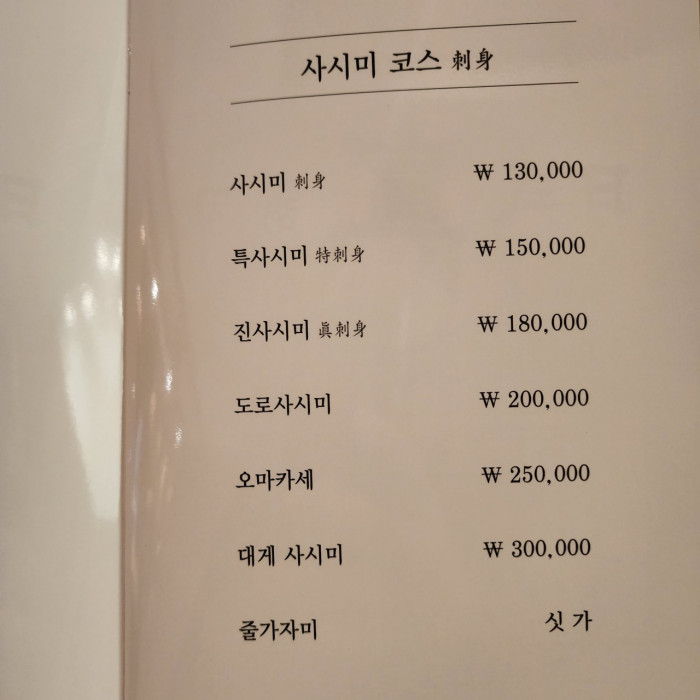 사시미 코스 刺身
사시미 刺身 ₩ 130,000
특사시미 特刺身 ₩ 150,000
진사시미 眞刺身 ₩ 180,000
도로사시미 ₩ 200,000
오마카세 ₩ 250,000
대게 사시미 ₩ 300,000
줄가자미 싯가